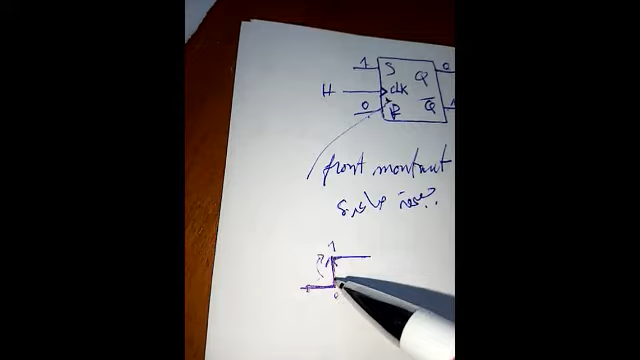 1 S Q 0
H clk
0 R Q̅ 1
front montant
1
0